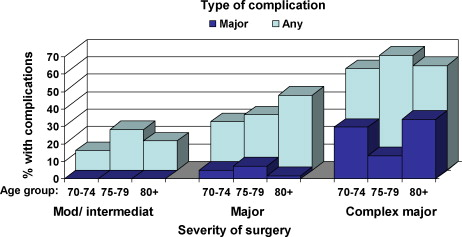 Type of complication
Major Any
% with complications
70
60
50
40
30
20
10
0
Age group: 70-74 75-79 80+ 70-74 75-79 80+ 70-74 75-79 80+
Mod/ intermediat Major Complex major
Severity of surgery